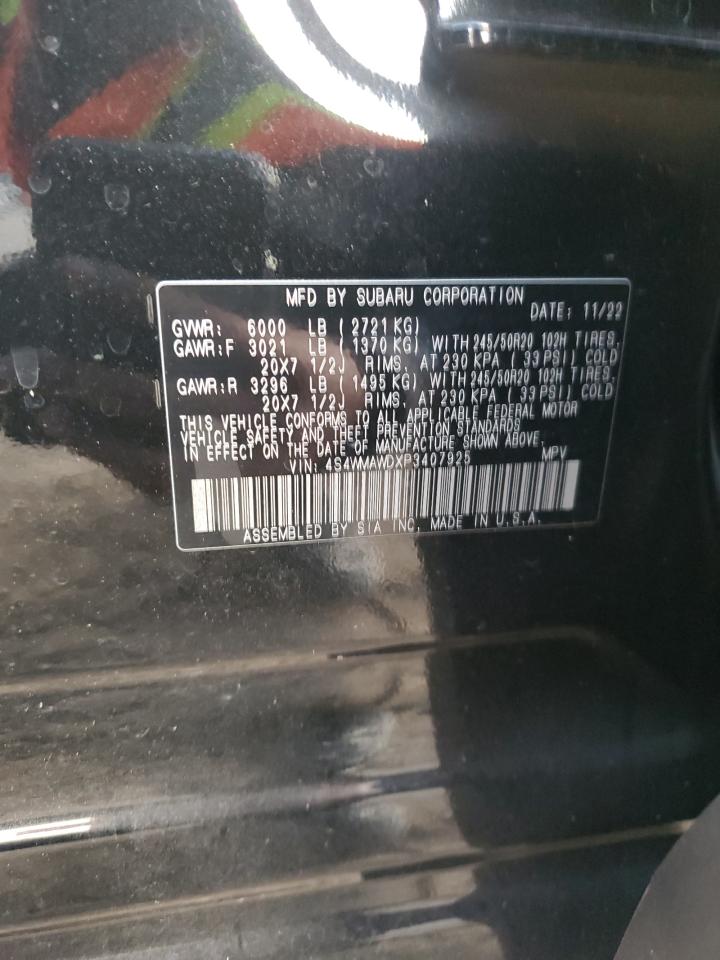 MFD BY SUBARU CORPORATION
DATE: 11/22
GVWR: 6000 LB ( 2721 KG)
GAWR:F 3021 LB ( 1370 KG) WITH 245/50R20 102H TIRES,
20X7 1/2J RIMS, AT 230 KPA ( 33 PSI) COLD
GAWR:R 3296 LB ( 1495 KG) WITH 245/50R20 102H TIRES,
20X7 1/2J RIMS, AT 230 KPA ( 33 PSI) COLD
THIS VEHICLE CONFORMS TO ALL APPLICABLE FEDERAL MOTOR
VEHICLE SAFETY AND THEFT PREVENTION STANDARDS
IN EFFECT ON THE DATE OF MANUFACTURE SHOWN ABOVE.
VIN: 4S4WMAWDXP3407925 MPV
ASSEMBLED BY SIA INC, MADE IN U.S.A.